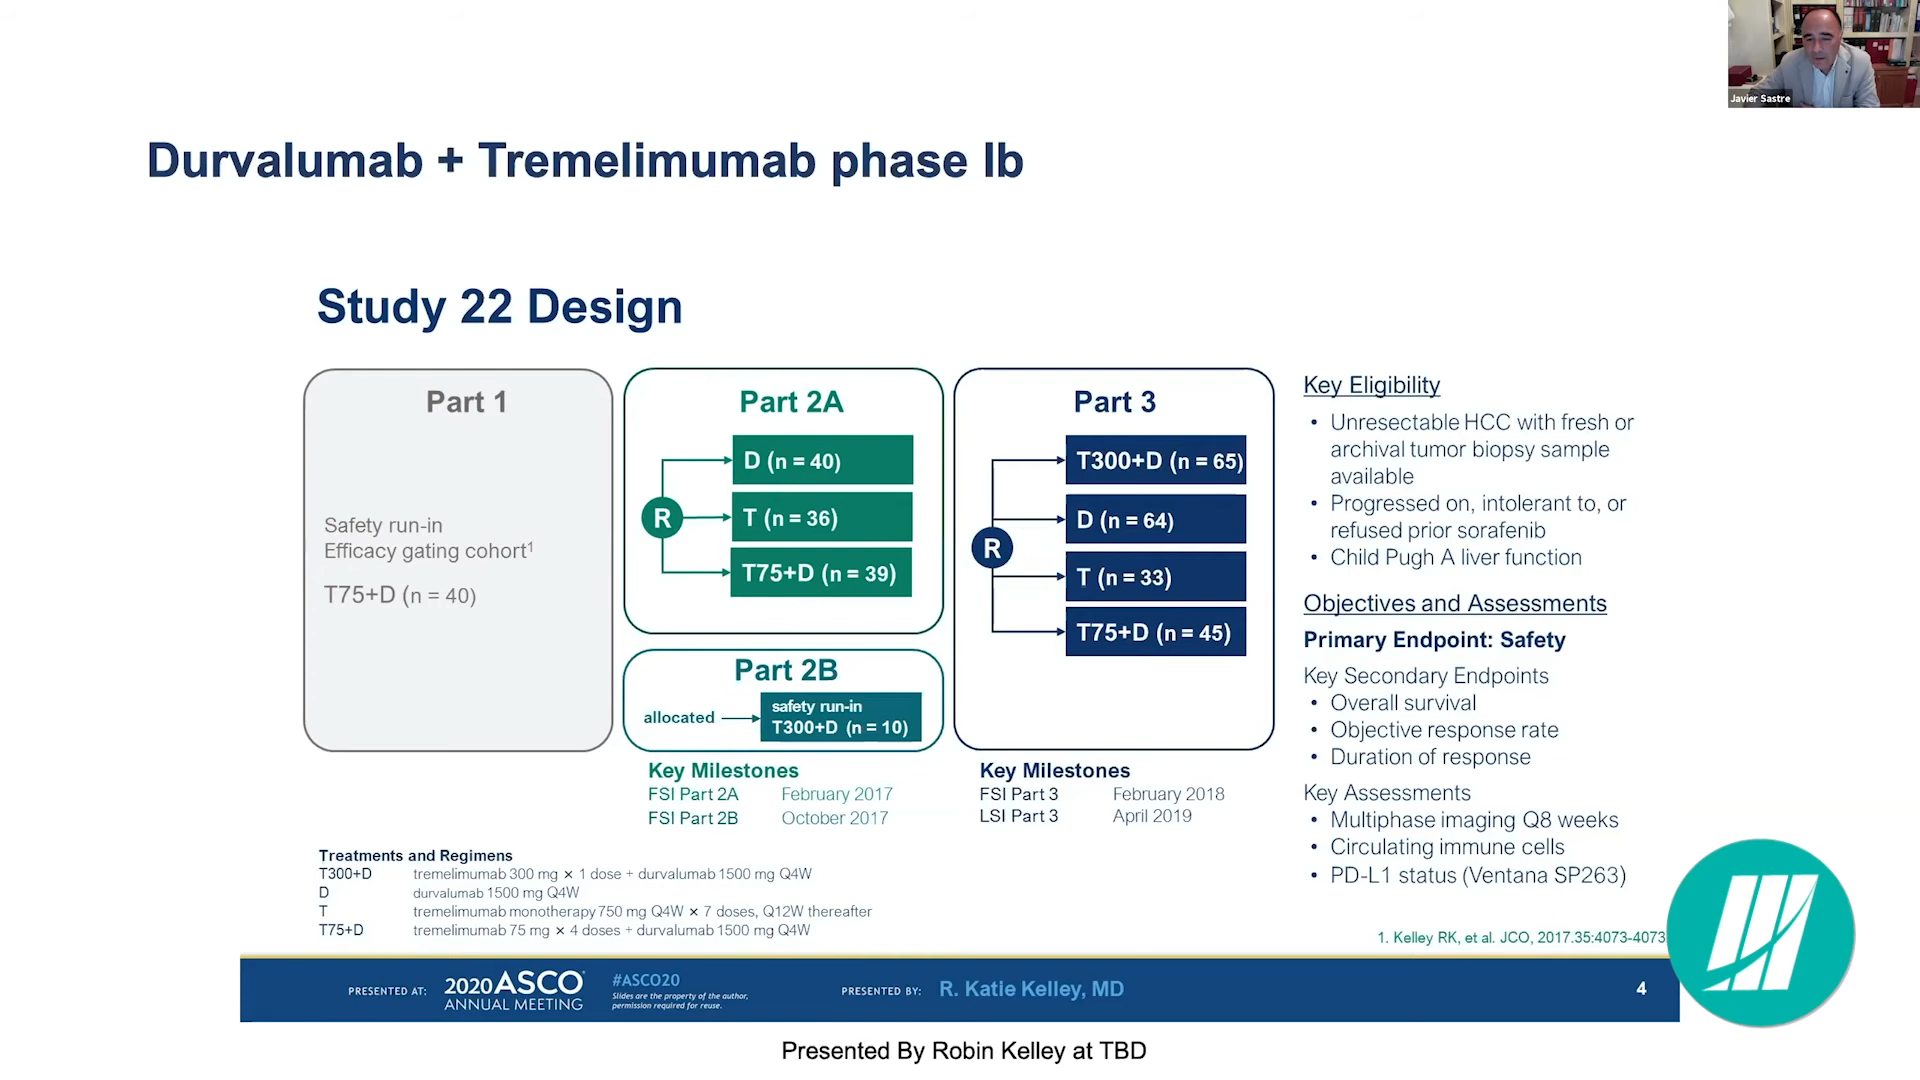 Javier Sastre
Durvalumab + Tremelimumab phase Ib
Study 22 Design
Part 1
Safety run-in
Efficacy gating cohort1
T75+D (n = 40)
Part 2A
R
D (n = 40)
T (n = 36)
T75+D (n = 39)
Part 2B
allocated
safety run-in
T300+D (n = 10)
Key Milestones
FSI Part 2A February 2017
FSI Part 2B October 2017
Part 3
R
T300+D (n = 65)
D (n = 64)
T (n = 33)
T75+D (n = 45)
Key Milestones
FSI Part 3 February 2018
LSI Part 3 April 2019
Key Eligibility
• Unresectable HCC with fresh or
archival tumor biopsy sample
available
• Progressed on, intolerant to, or
refused prior sorafenib
• Child Pugh A liver function
Objectives and Assessments
Primary Endpoint: Safety
Key Secondary Endpoints
• Overall survival
• Objective response rate
• Duration of response
Key Assessments
• Multiphase imaging Q8 weeks
• Circulating immune cells
• PD-L1 status (Ventana SP263)
Treatments and Regimens
T300+D tremelimumab 300 mg × 1 dose + durvalumab 1500 mg Q4W
D durvalumab 1500 mg Q4W
T tremelimumab monotherapy 750 mg Q4W × 7 doses, Q12W thereafter
T75+D tremelimumab 75 mg × 4 doses + durvalumab 1500 mg Q4W
1. Kelley RK, et al. JCO, 2017.35:4073-4073
PRESENTED AT:
2020 ASCO
ANNUAL MEETING
#ASCO20
Slides are the property of the author,
permission required for reuse.
PRESENTED BY: R. Katie Kelley, MD
4
Presented By Robin Kelley at TBD